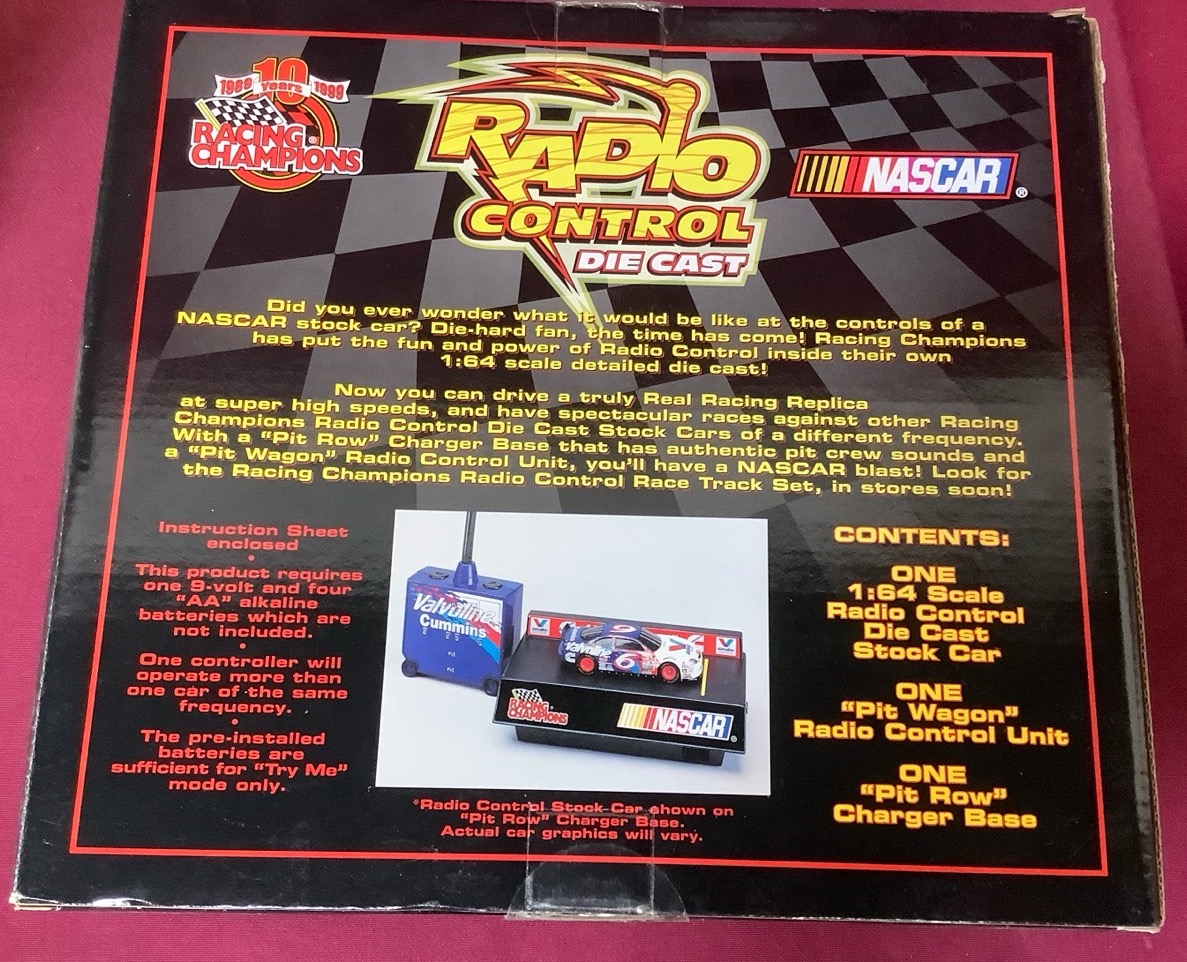 1989 10 Years 1999
RACING
CHAMPIONS
RADIO
CONTROL
DIE CAST
NASCAR®
Did you ever wonder what it would be like at the controls of a
NASCAR stock car? Die-hard fan, the time has come! Racing Champions
has put the fun and power of Radio Control inside their own
1:64 scale detailed die cast!
Now you can drive a truly Real Racing Replica
at super high speeds, and have spectacular races against other Racing
Champions Radio Control Die Cast Stock Cars of a different frequency.
With a “Pit Row” Charger Base that has authentic pit crew sounds and
a “Pit Wagon” Radio Control Unit, you’ll have a NASCAR blast! Look for
the Racing Champions Radio Control Race Track Set, in stores soon!
Instruction Sheet
enclosed
•
This product requires
one 9-volt and four
“AA” alkaline
batteries which are
not included.
•
One controller will
operate more than
one car of the same
frequency.
•
The pre-installed
batteries are
sufficient for “Try Me”
mode only.
Valvoline
Cummins
Valvoline
6
RACING
CHAMPIONS
NASCAR®
*Radio Control Stock Car shown on
“Pit Row” Charger Base.
Actual car graphics will vary.
CONTENTS:
ONE
1:64 Scale
Radio Control
Die Cast
Stock Car
ONE
“Pit Wagon”
Radio Control Unit
ONE
“Pit Row”
Charger Base